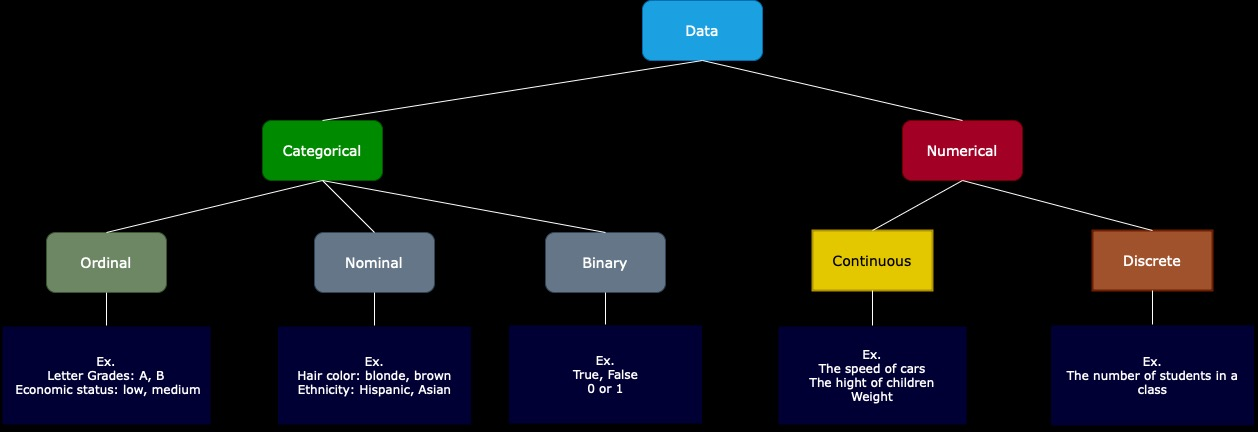 Data
Categorical
Numerical
Ordinal
Nominal
Binary
Continuous
Discrete
Ex.
Letter Grades: A, B
Economic status: low, medium
Ex.
Hair color: blonde, brown
Ethnicity: Hispanic, Asian
Ex.
True, False
0 or 1
Ex.
The speed of cars
The hight of children
Weight
Ex.
The number of students in a
class